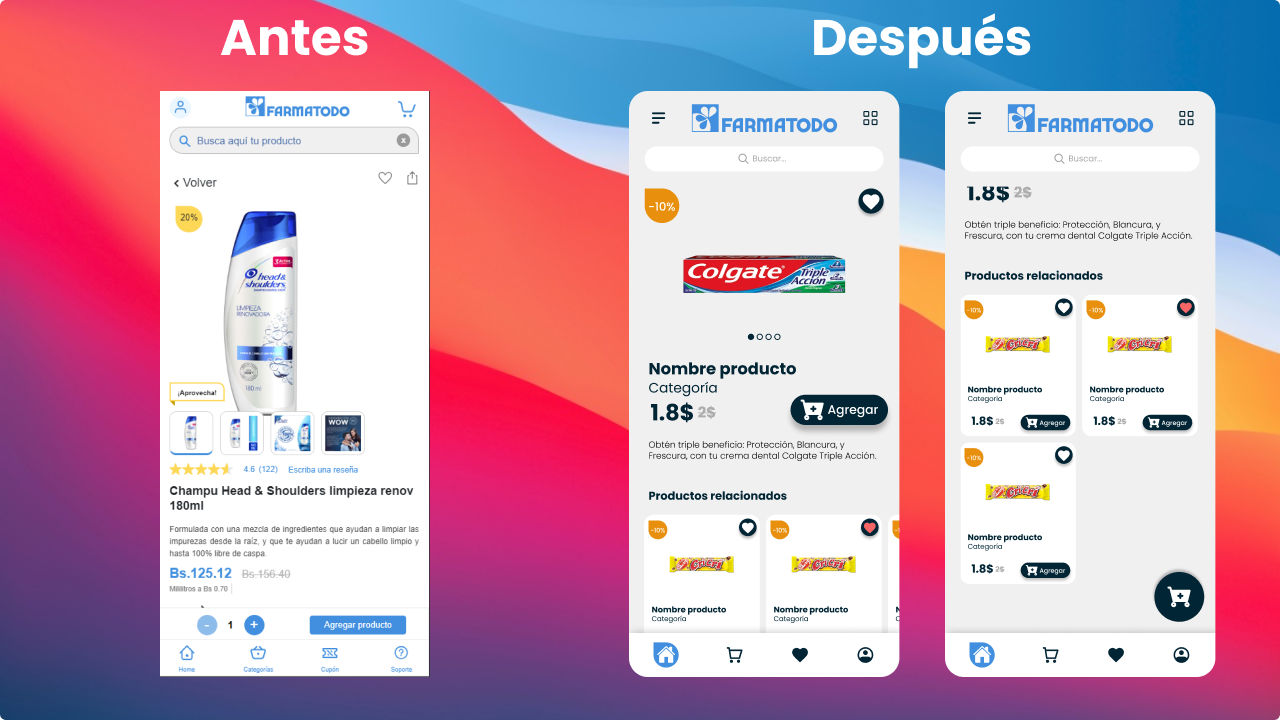 Antes
Después
FARMATODO
Busca aquí tu producto
x
Volver
20%
head&
shoulders
LIMPIEZA
RENOVADORA
180 ml
¡Aprovecha!
WOW
4.6 (122) Escriba una reseña
Champu Head & Shoulders limpieza renov
180ml
Formulada con una mezcla de ingredientes que ayudan a limpiar las
impurezas desde la raíz, y que te ayudan a lucir un cabello limpio y
hasta 100% libre de caspa.
Bs.125.12 Bs 156.40
Mililitros a Bs 0.70
- 1 + Agregar producto
Home Categorías Cupón Soporte
FARMATODO
Buscar...
-10%
Colgate
Triple
Acción
Nombre producto
Categoría
1.8$ 2$
Agregar
Obtén triple beneficio: Protección, Blancura, y
Frescura, con tu crema dental Colgate Triple Acción.
Productos relacionados
-10%
-10%
Nombre producto
Categoría
Nombre producto
Categoría
FARMATODO
Buscar...
1.8$ 2$
Obtén triple beneficio: Protección, Blancura, y
Frescura, con tu crema dental Colgate Triple Acción.
Productos relacionados
-10%
Nombre producto
Categoría
1.8$ 2$ Agregar
-10%
Nombre producto
Categoría
1.8$ 2$ Agregar
-10%
Nombre producto
Categoría
1.8$ 2$ Agregar